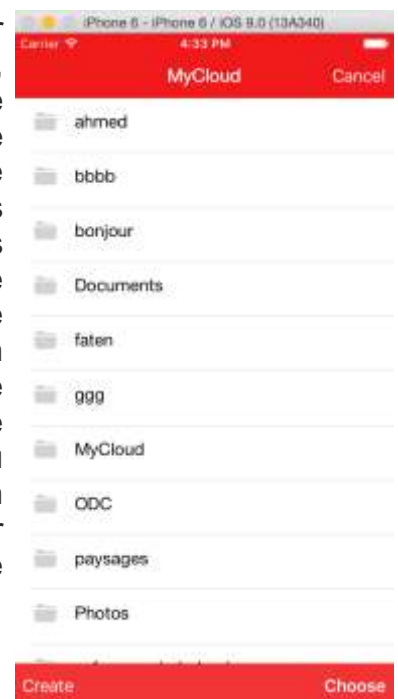 iPhone 6 - iPhone 6 / iOS 9.0 (13A340)
Carrier 4:33 PM
MyCloud Cancel
ahmed
bbbb
bonjour
Documents
faten
ggg
MyCloud
ODC
paysages
Photos
Create Choose